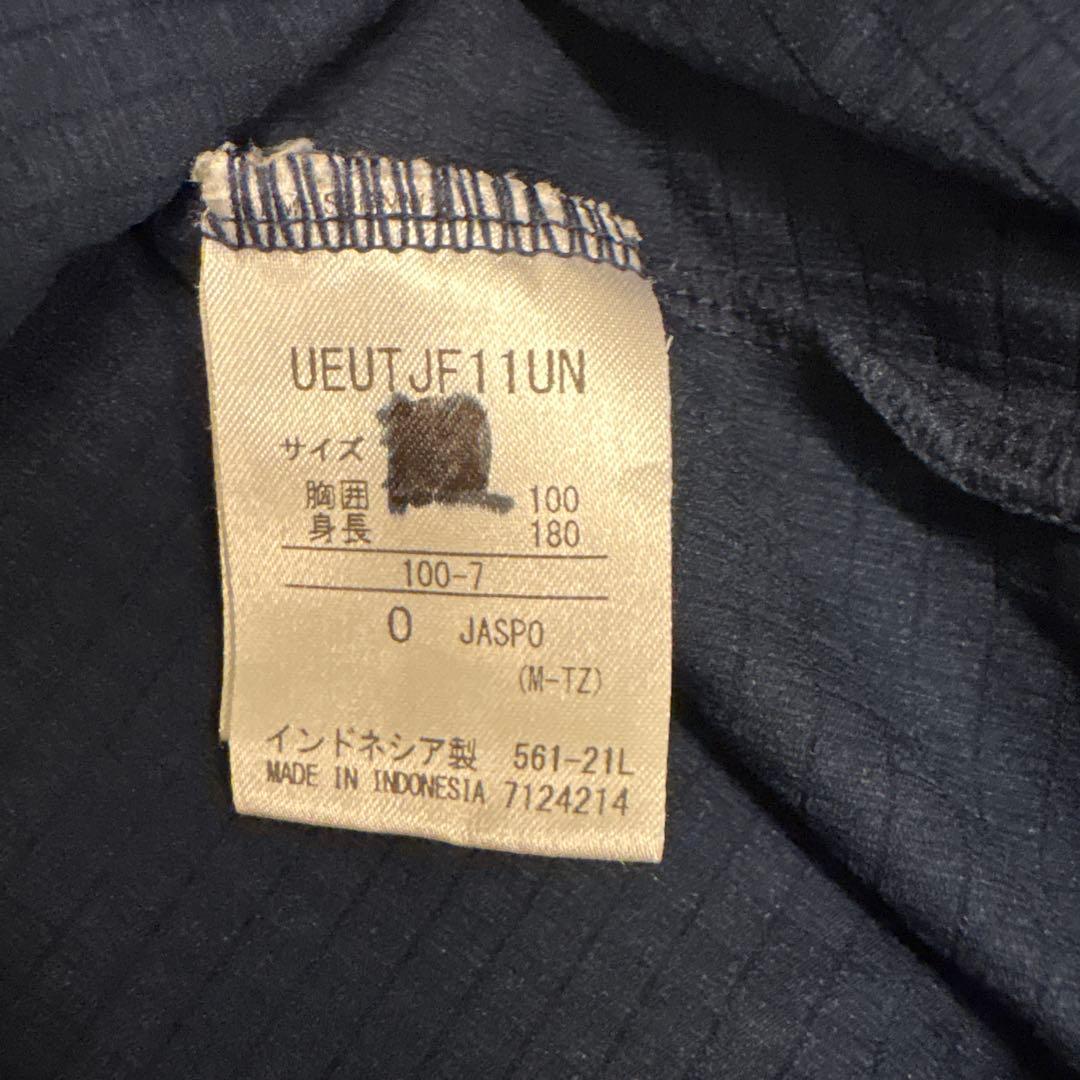 UEUTJF11UN
サイズ
胸囲 100
身長 180
100-7
O JASPO
(M-TZ)
インドネシア製 561-21L
MADE IN INDONESIA 7124214